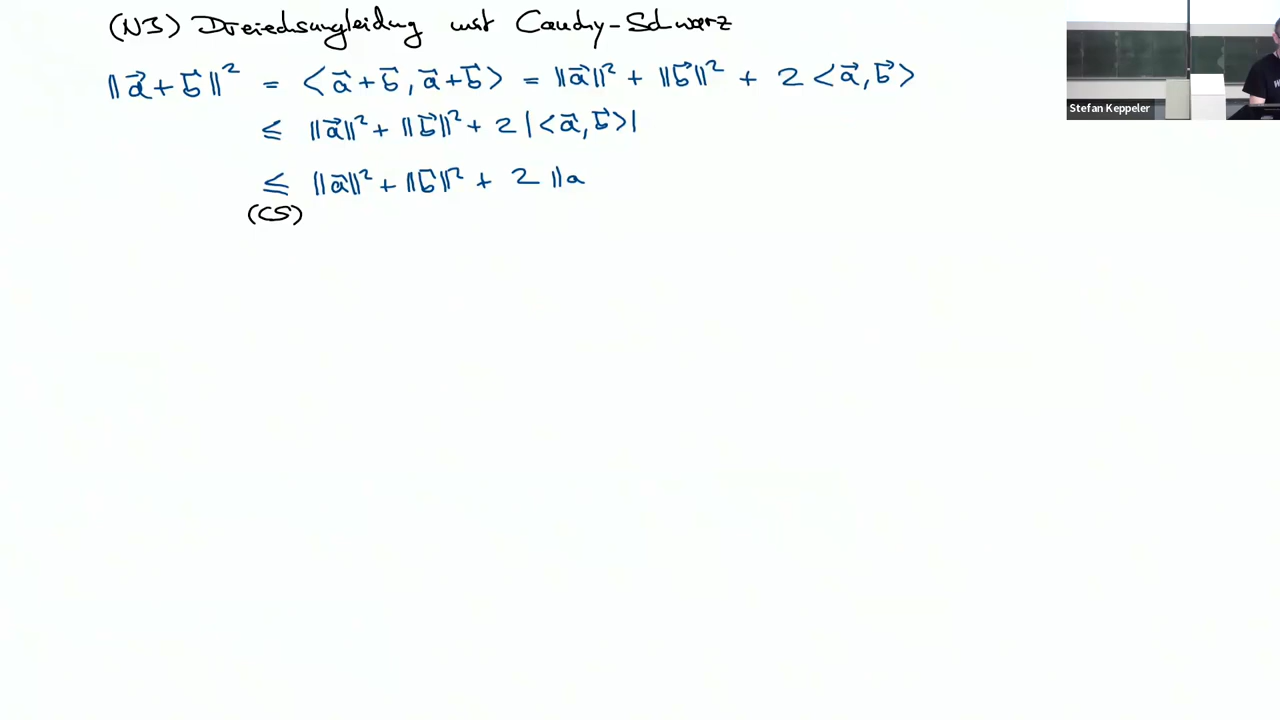 (N3) Dreiecksungleichung mit Cauchy-Schwarz
‖a⃗+b⃗‖² = <a⃗+b⃗, a⃗+b⃗> = ‖a⃗‖² + ‖b⃗‖² + 2<a⃗,b⃗>
≤ ‖a⃗‖² + ‖b⃗‖² + 2|<a⃗,b⃗>|
≤ ‖a⃗‖² + ‖b⃗‖² + 2 ‖a
(CS)
Stefan Keppeler